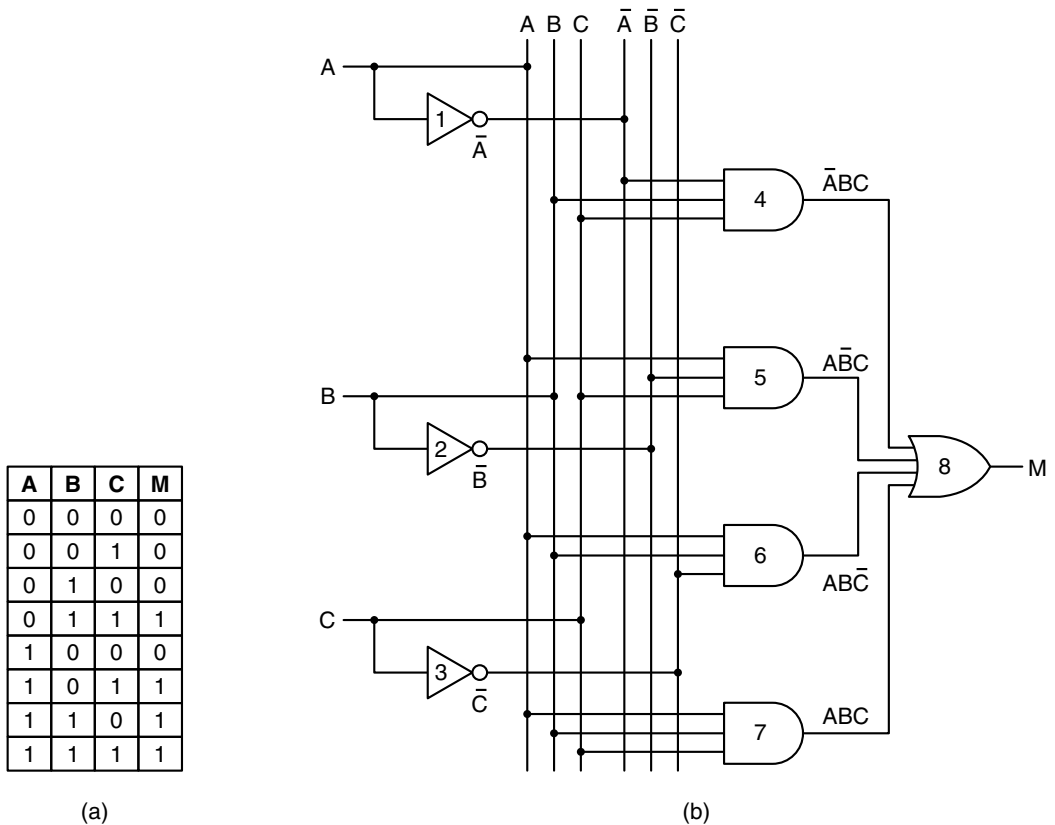 A B C A̅ B̅ C̅
A
1
A̅
4
A̅BC
5
AB̅C
B
2
B̅
8
M
6
ABC̅
C
3
C̅
7
ABC
A B C M
0 0 0 0
0 0 1 0
0 1 0 0
0 1 1 1
1 0 0 0
1 0 1 1
1 1 0 1
1 1 1 1
(a)
(b)